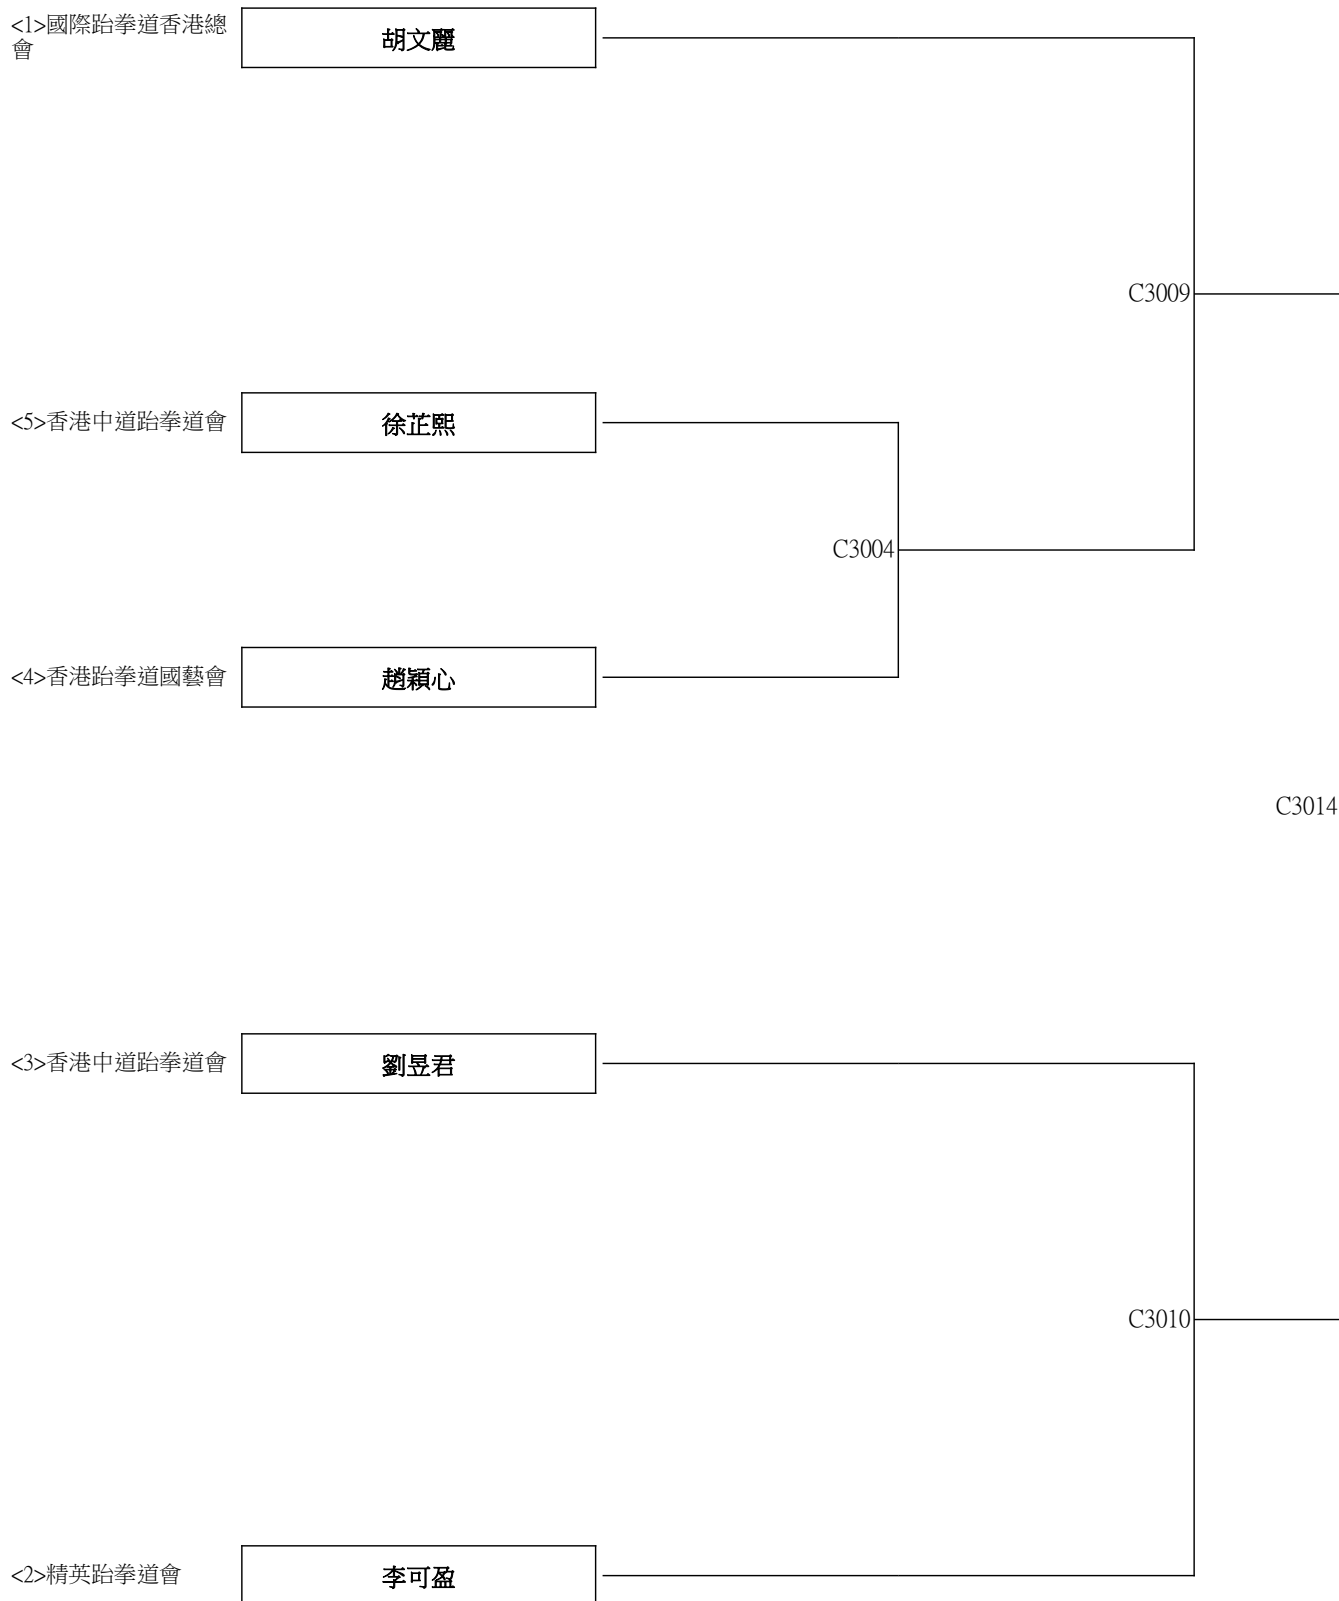 <1>國際跆拳道香港總
會
胡文麗
C3009
<5>香港中道跆拳道會
徐芷熙
C3004
<4>香港跆拳道國藝會
趙穎心
C3014
<3>香港中道跆拳道會
劉昱君
C3010
<2>精英跆拳道會
李可盈